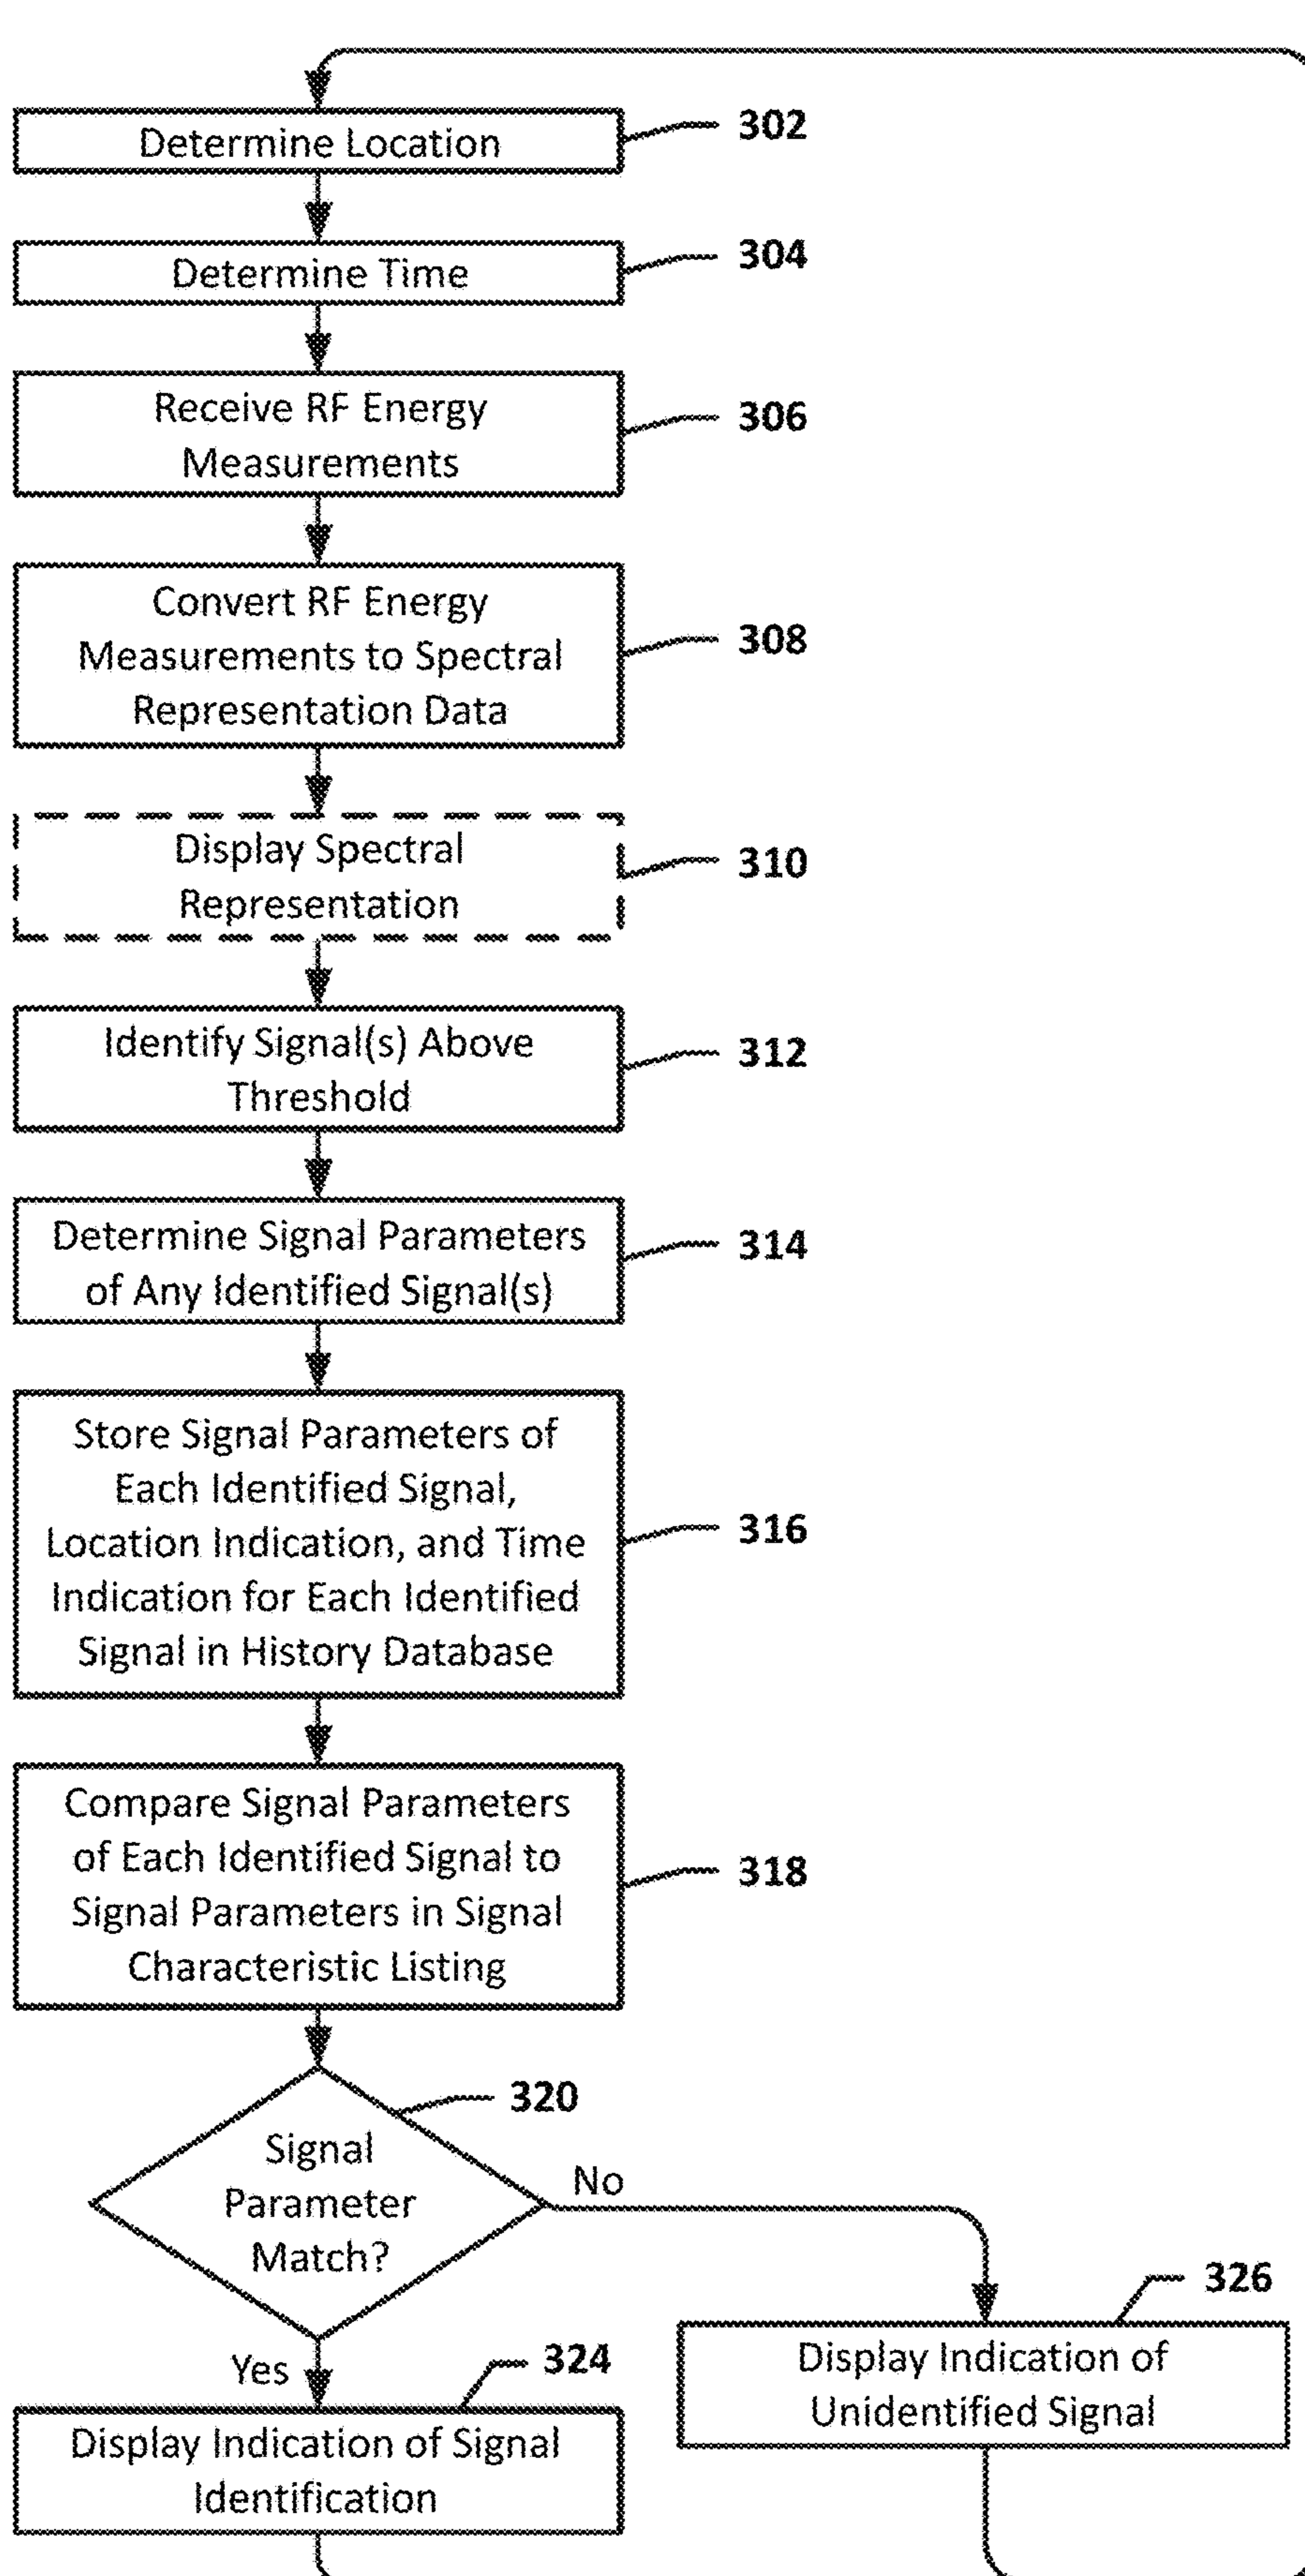 Determine Location
302
Determine Time
304
Receive RF Energy
Measurements
306
Convert RF Energy
Measurements to Spectral
Representation Data
308
Display Spectral
Representation
310
Identify Signal(s) Above
Threshold
312
Determine Signal Parameters
of Any Identified Signal(s)
314
Store Signal Parameters of
Each Identified Signal,
Location Indication, and Time
Indication for Each Identified
Signal in History Database
316
Compare Signal Parameters
of Each Identified Signal to
Signal Parameters in Signal
Characteristic Listing
318
320
Signal
Parameter
Match?
No
Yes
324
Display Indication of Signal
Identification
326
Display Indication of
Unidentified Signal